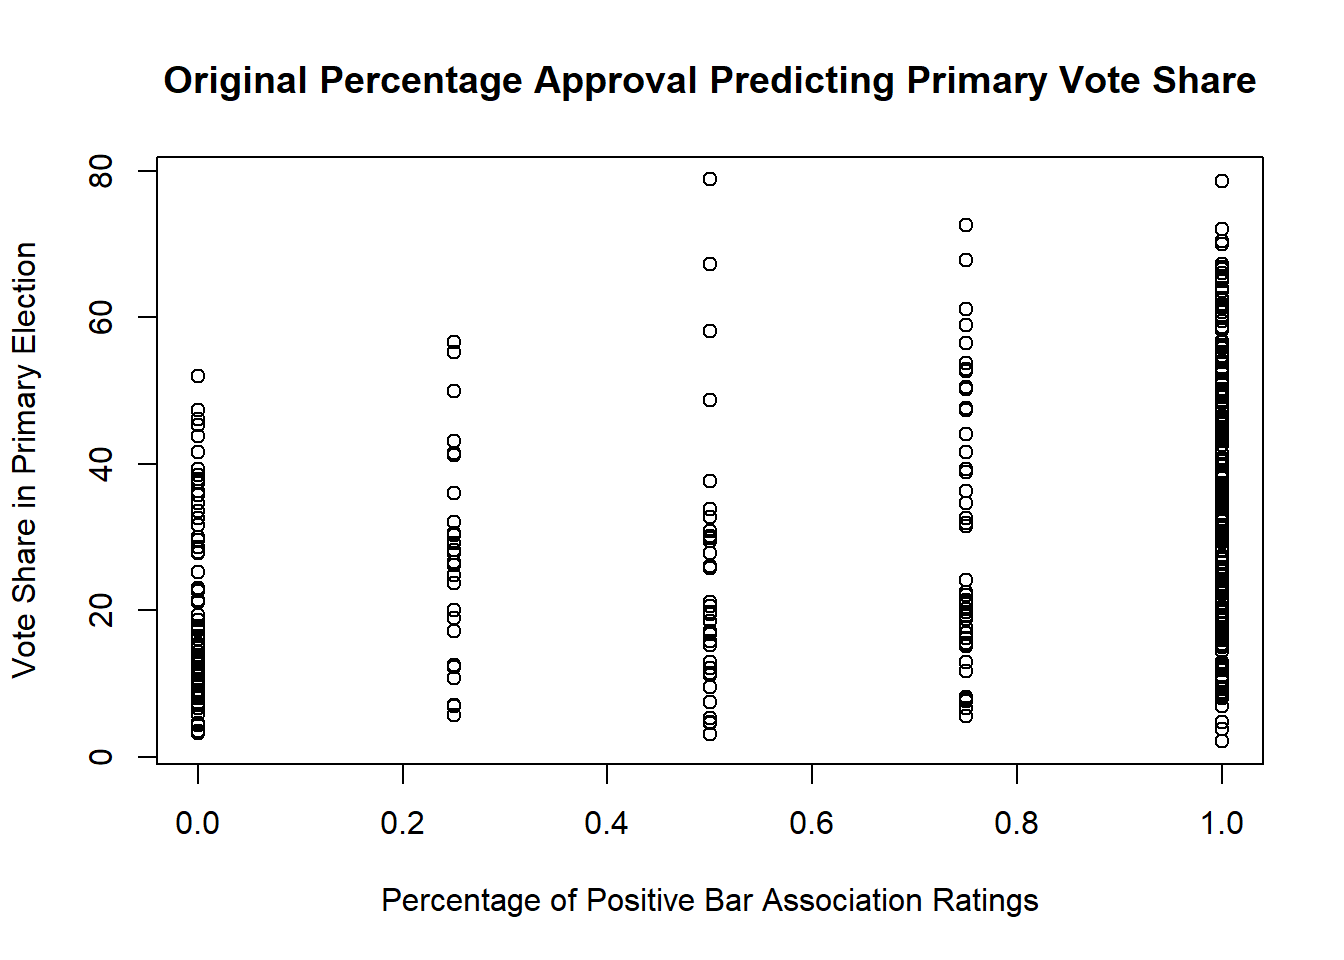 Original Percentage Approval Predicting Primary Vote Share
Vote Share in Primary Election
80
60
40
20
0
0.0 0.2 0.4 0.6 0.8 1.0
Percentage of Positive Bar Association Ratings